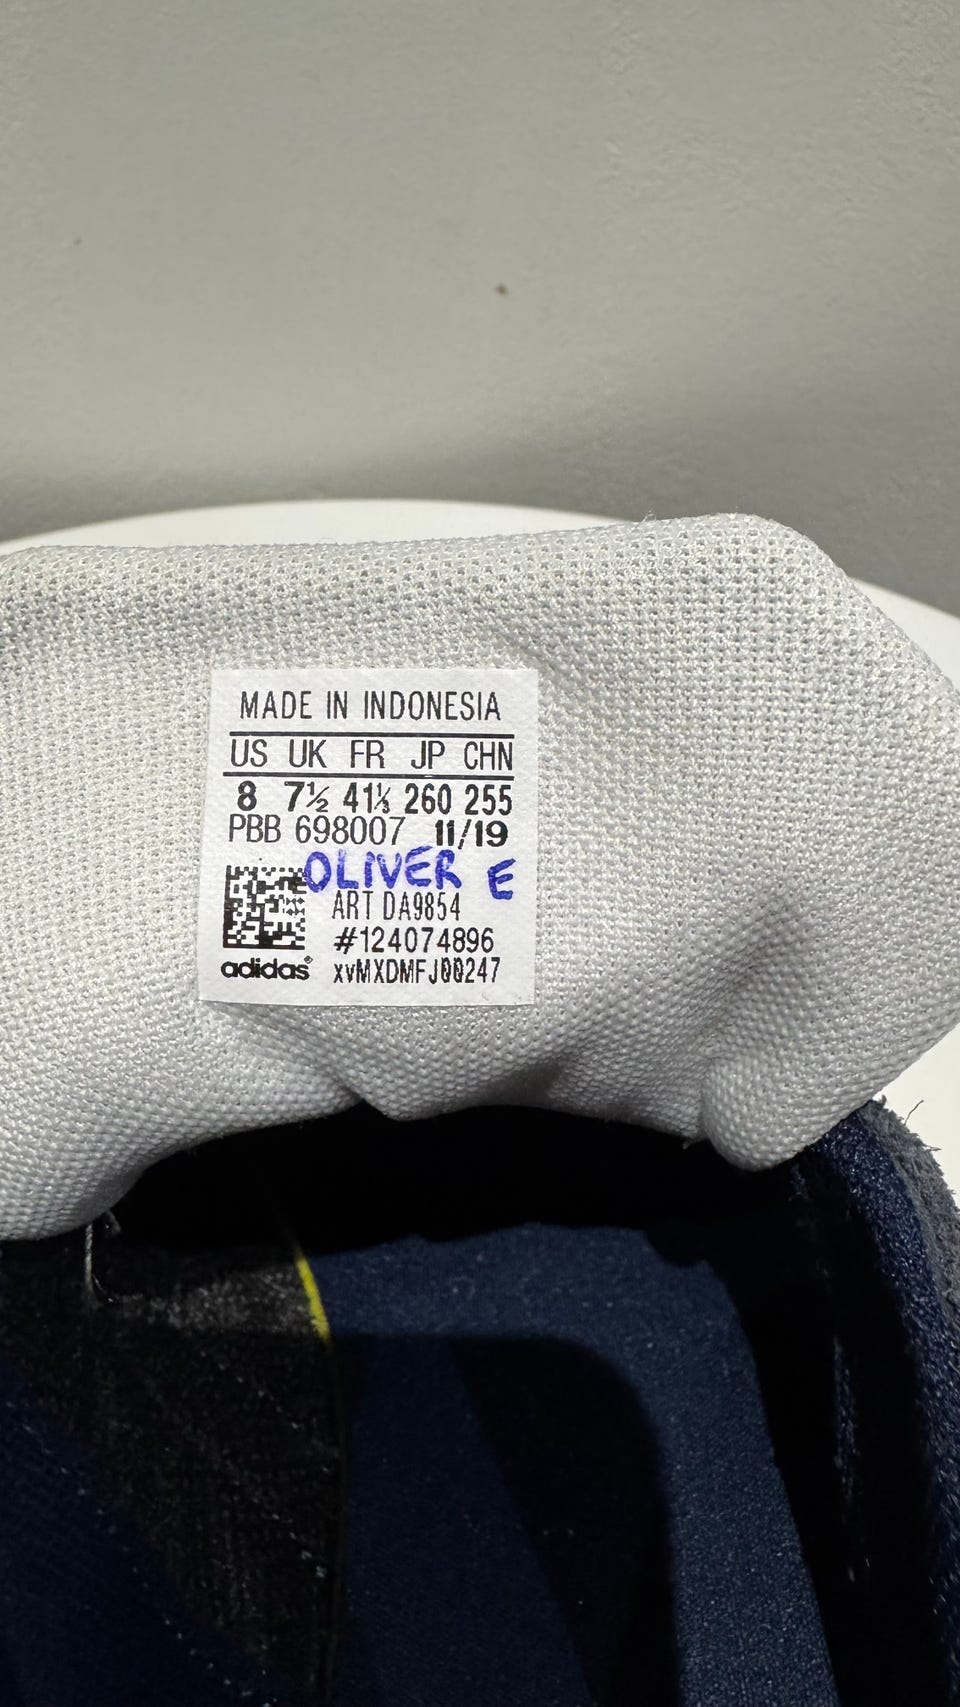 MADE IN INDONESIA
US UK FR JP CHN
8 7½ 41⅓ 260 255
PBB 698007 11/19
OLIVER E
ART DA9854
#124074896
adidas® xvMXDMFJ00247